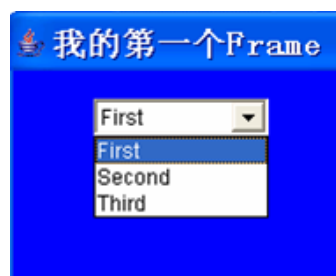 我的第一个Frame
First
First
Second
Third